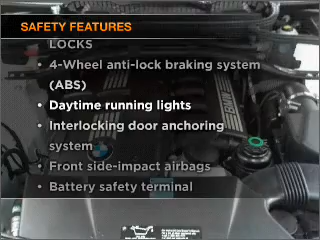 SAFETY FEATURES
LOCKS
• 4-Wheel anti-lock braking system
(ABS)
• Daytime running lights
• Interlocking door anchoring
system
• Front side-impact airbags
• Battery safety terminal